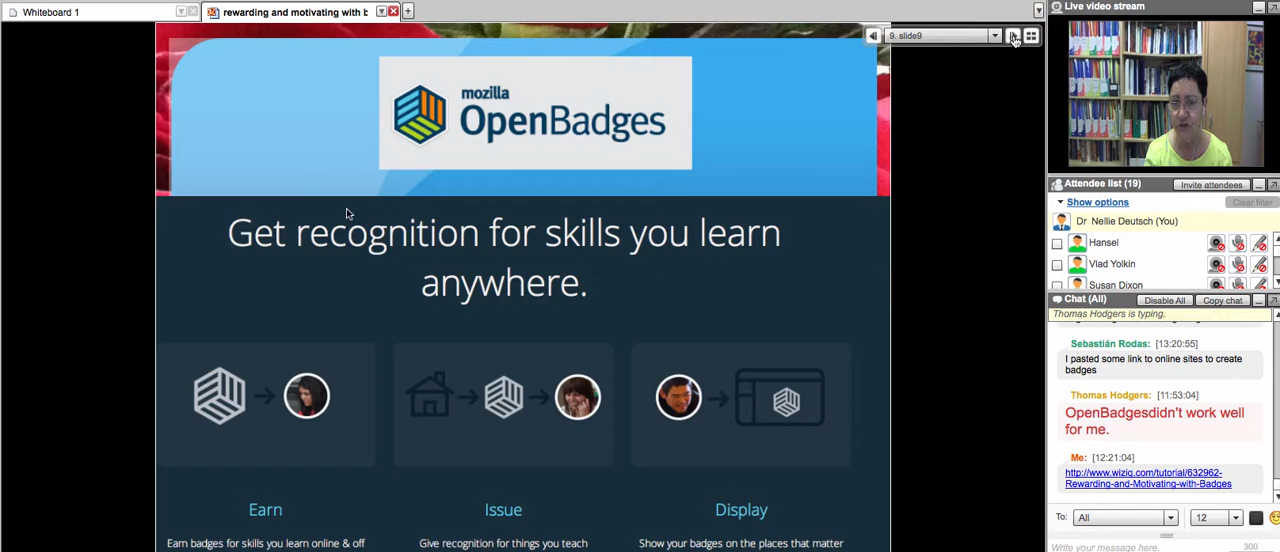 Whiteboard 1
rewarding and motivating with b
Live video stream
9. slide9
mozilla
OpenBadges
Get recognition for skills you learn
anywhere.
Earn
Issue
Display
Earn badges for skills you learn online & off
Give recognition for things you teach
Show your badges on the places that matter
Attendee list (19)
Invite attendees
Show options
Clear filter
Dr Nellie Deutsch (You)
Hansel
Vlad Yolkin
Susan Dixon
Chat (All)
Disable All
Copy chat
Thomas Hodgers is typing.
Sebastián Rodas: [13:20:55]
I pasted some link to online sites to create
badges
Thomas Hodgers: [11:53:04]
OpenBadgesdidn't work well
for me.
Me: [12:21:04]
http://www.wiziq.com/tutorial/632962-
Rewarding-and-Motivating-with-Badges
To: All 12
Write your message here... 300